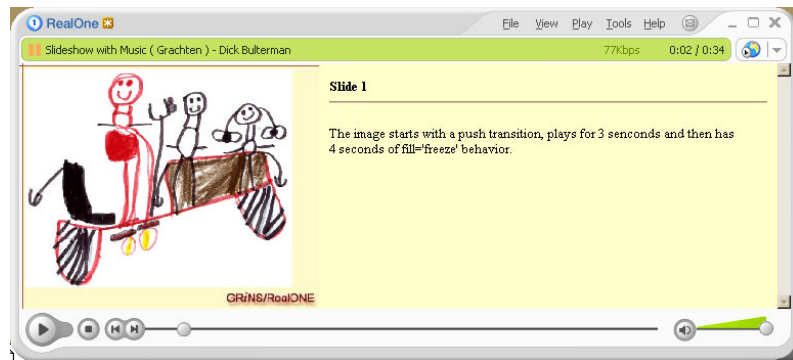 RealOne File View Play Tools Help
Slideshow with Music ( Grachten ) - Dick Bulterman 77Kbps 0:02 / 0:34
Slide 1
The image starts with a push transition, plays for 3 senconds and then has
4 seconds of fill='freeze' behavior.
GRiNS/RealONE